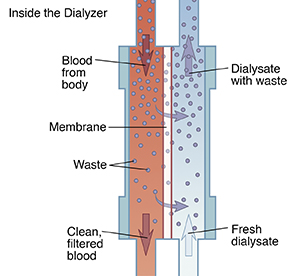 Inside the Dialyzer
Blood
from
body
Dialysate
with waste
Membrane
Waste
Clean,
filtered
blood
Fresh
dialysate